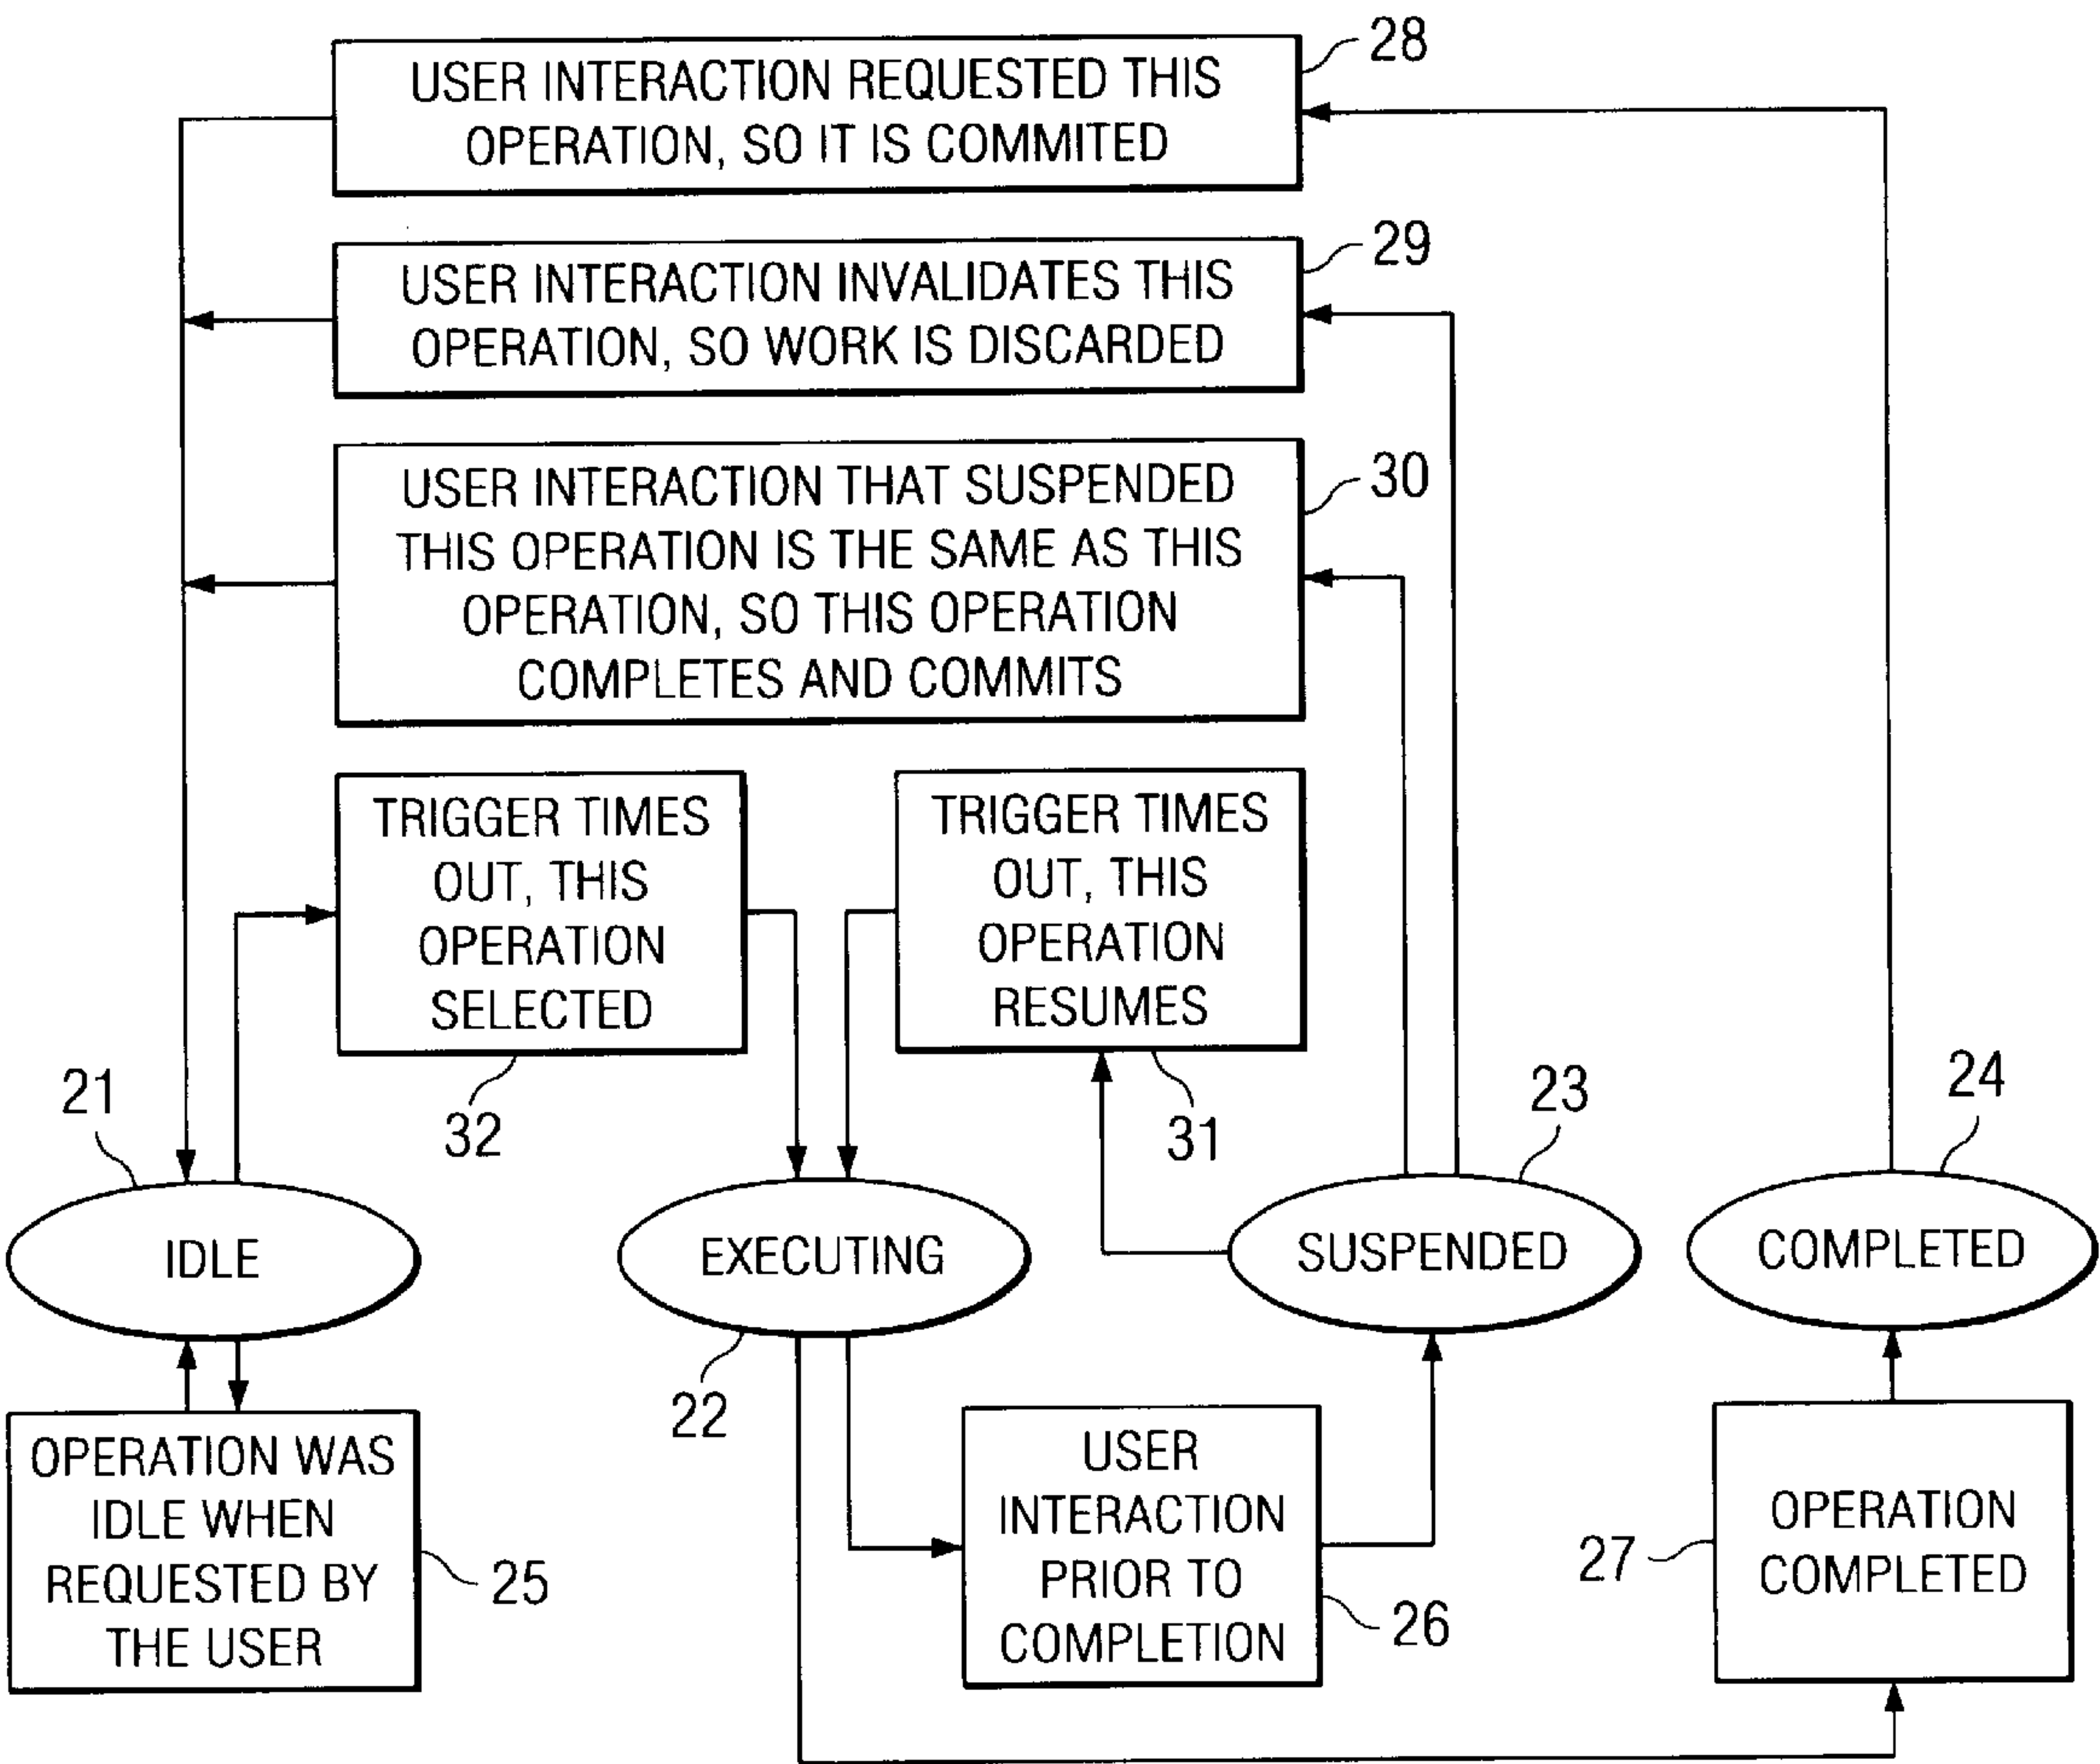 28
USER INTERACTION REQUESTED THIS
OPERATION, SO IT IS COMMITED
29
USER INTERACTION INVALIDATES THIS
OPERATION, SO WORK IS DISCARDED
30
USER INTERACTION THAT SUSPENDED
THIS OPERATION IS THE SAME AS THIS
OPERATION, SO THIS OPERATION
COMPLETES AND COMMITS
TRIGGER TIMES
OUT, THIS
OPERATION
SELECTED
32
TRIGGER TIMES
OUT, THIS
OPERATION
RESUMES
31
21
IDLE
EXECUTING
22
23
SUSPENDED
24
COMPLETED
OPERATION WAS
IDLE WHEN
REQUESTED BY
THE USER
25
USER
INTERACTION
PRIOR TO
COMPLETION
26
27
OPERATION
COMPLETED